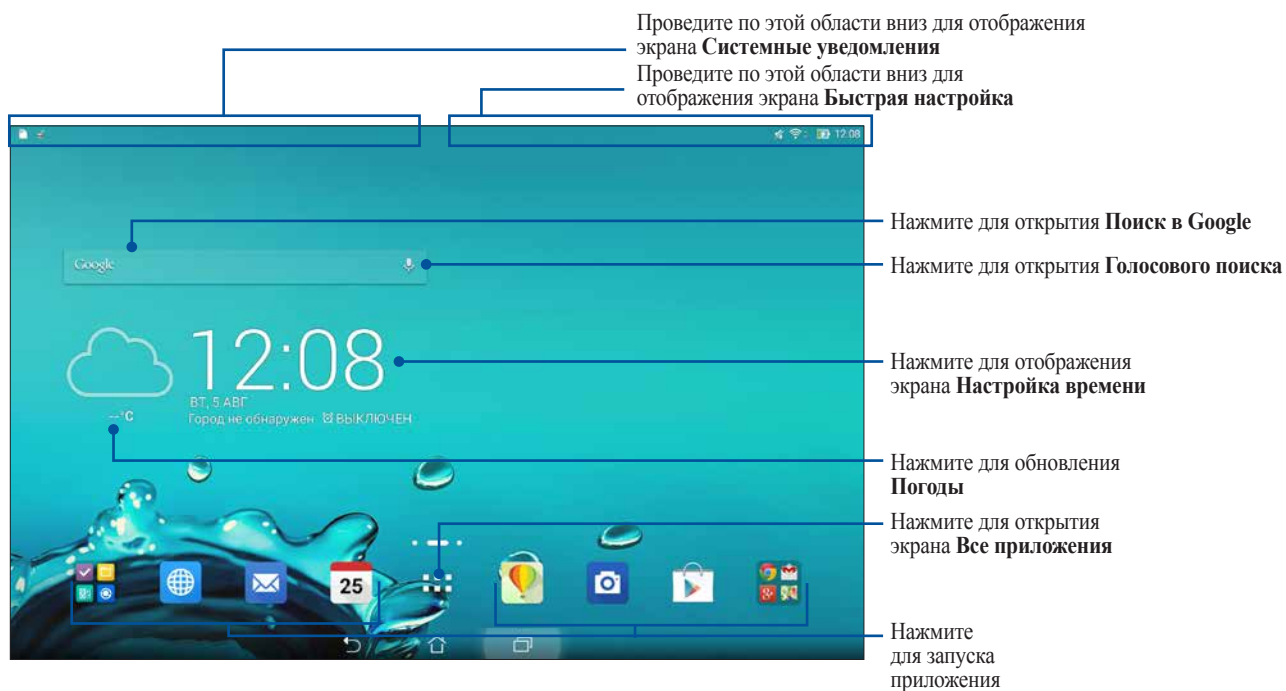 Проведите по этой области вниз для отображения
экрана Системные уведомления
Проведите по этой области вниз для
отображения экрана Быстрая настройка
12:08
Нажмите для открытия Поиск в Google
Google
Нажмите для открытия Голосового поиска
12:08
Нажмите для отображения
экрана Настройка времени
ВТ, 5 АВГ
--°C
Город не обнаружен ВЫКЛЮЧЕН
Нажмите для обновления
Погоды
Нажмите для открытия
экрана Все приложения
25
Нажмите
для запуска
приложения